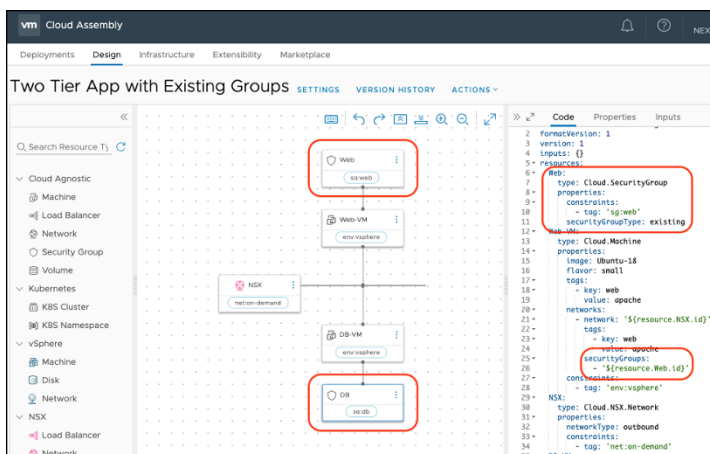 vm Cloud Assembly
NEX
Deployments Design Infrastructure Extensibility Marketplace
Two Tier App with Existing Groups SETTINGS VERSION HISTORY ACTIONS
Search Resource Ty
Cloud Agnostic
Machine
Load Balancer
Network
Security Group
Volume
Kubernetes
K8S Cluster
K8S Namespace
vSphere
Machine
Disk
Network
NSX
Load Balancer
Network
Web
sg:web
Web-VM
env:vsphere
NSX
net:on-demand
DB-VM
env:vsphere
DB
sg:db
Code Properties Inputs
2 formatVersion: 1
3 version: 1
4 inputs: {}
5 resources:
6 Web:
7 type: Cloud.SecurityGroup
8 properties:
9 constraints:
10 - tag: 'sg:web'
11 securityGroupType: existing
12 Web-VM:
13 type: Cloud.Machine
14 properties:
15 image: Ubuntu-18
16 flavor: small
17 tags:
18 - key: web
19 value: apache
20 networks:
21 - network: '${resource.NSX.id}'
22 tags:
23 - key: web
24 value: apache
25 securityGroups:
26 - '${resource.Web.id}'
27 constraints:
28 - tag: 'env:vsphere'
29 NSX:
30 type: Cloud.NSX.Network
31 properties:
32 networkType: outbound
33 constraints:
34 - tag: 'net:on-demand'